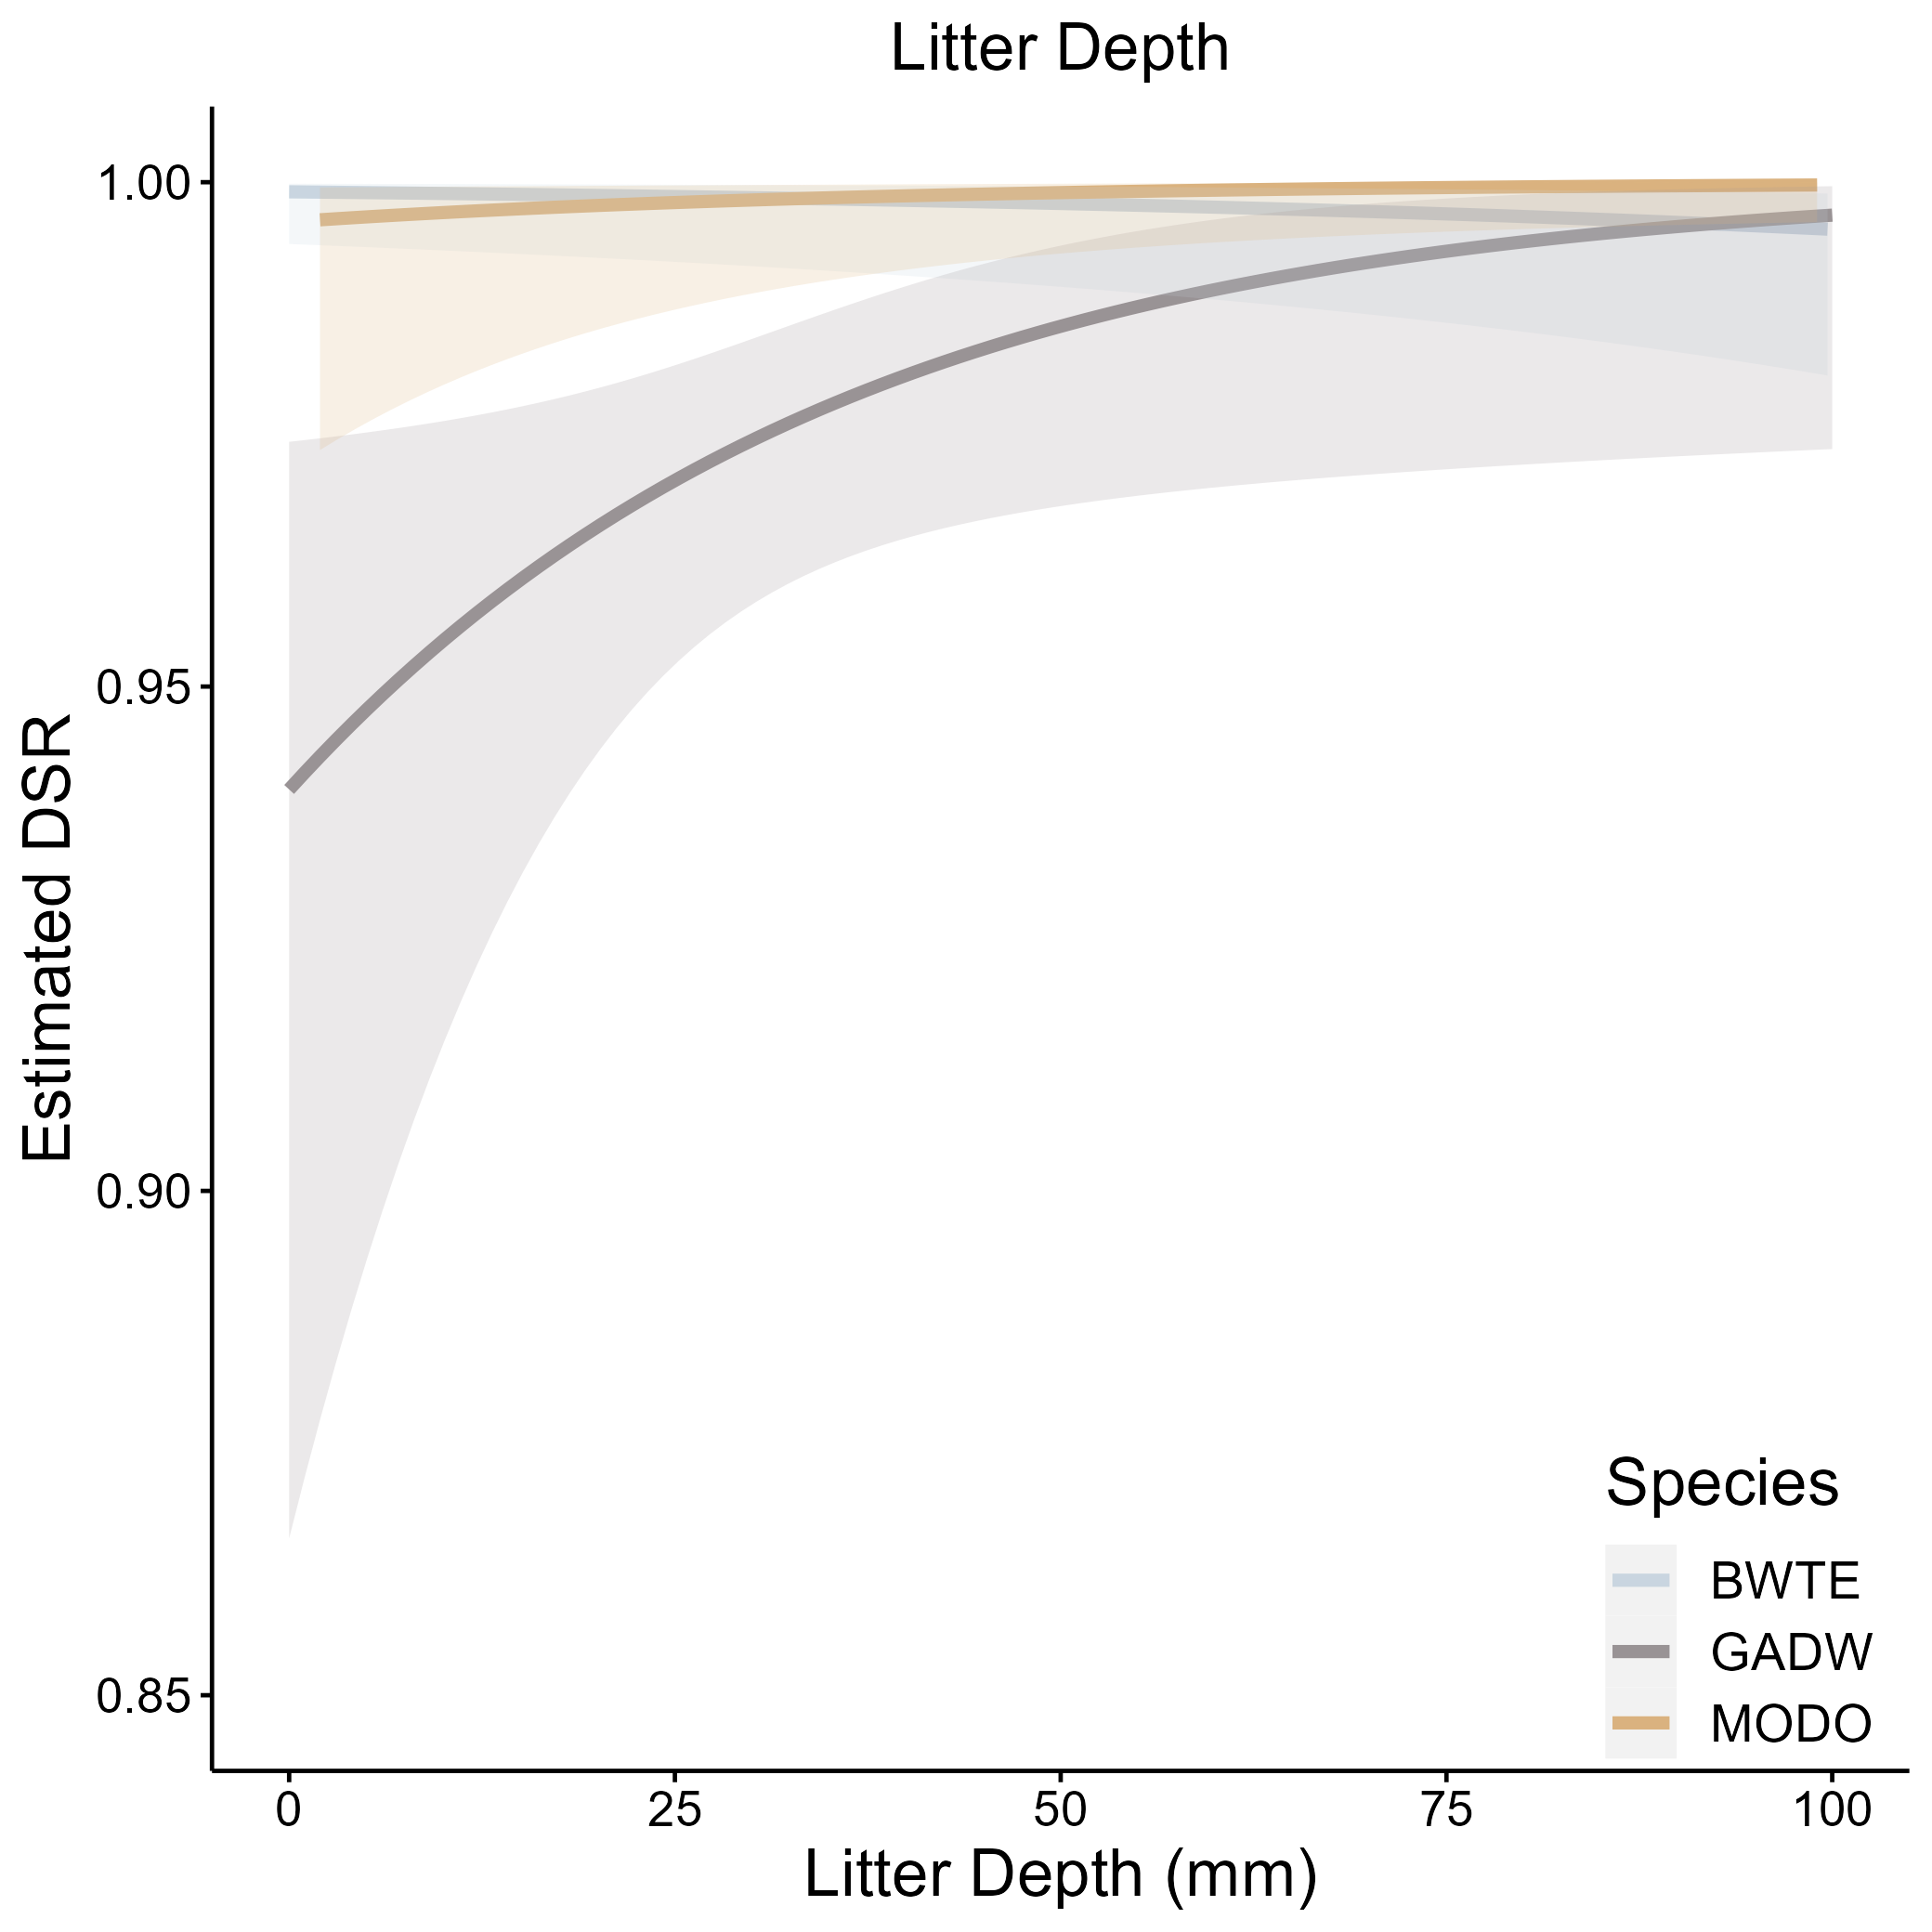 Litter Depth
Estimated DSR
1.00
0.95
0.90
0.85
0
25
50
75
100
Litter Depth (mm)
Species
BWTE
GADW
MODO